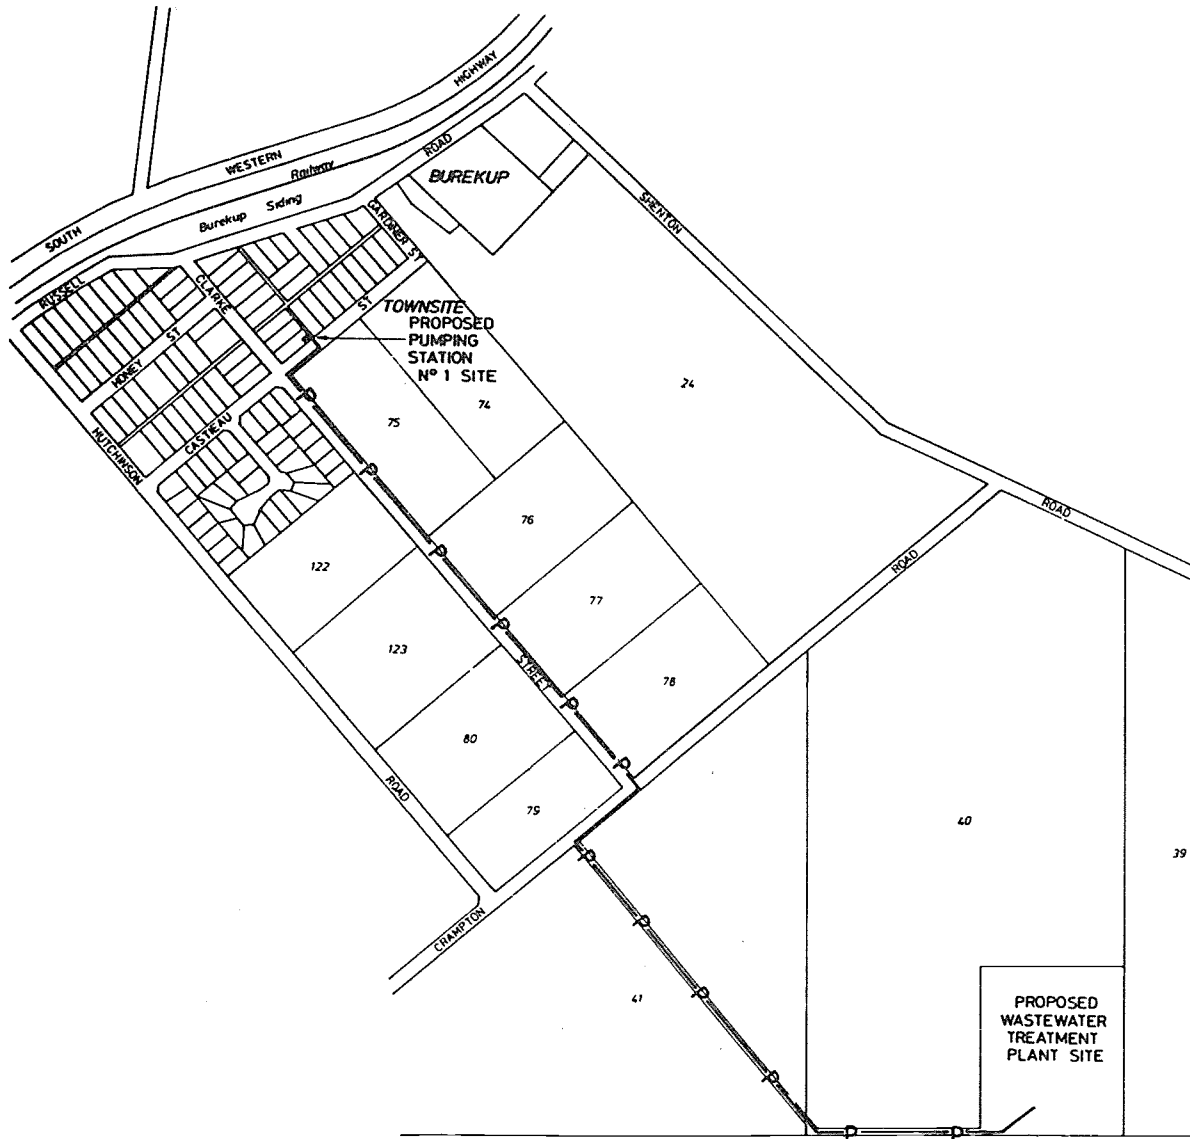 HIGHWAY
WESTERN
Railway
SOUTH
Burekup Siding
ROAD
BUREKUP
SHENTON
GARDINER ST
RUSSELL
CLARKE
ST
TOWNSITE
PROPOSED
PUMPING
STATION
Nº 1 SITE
HONEY ST
HUTCHINSON
CASTIEAU
24
75
74
76
77
78
122
123
80
79
STREET
ROAD
ROAD
ROAD
CRAMPTON
40
39
41
PROPOSED
WASTEWATER
TREATMENT
PLANT SITE
P
P
P
P
P
P
P
P
P
P
P
P